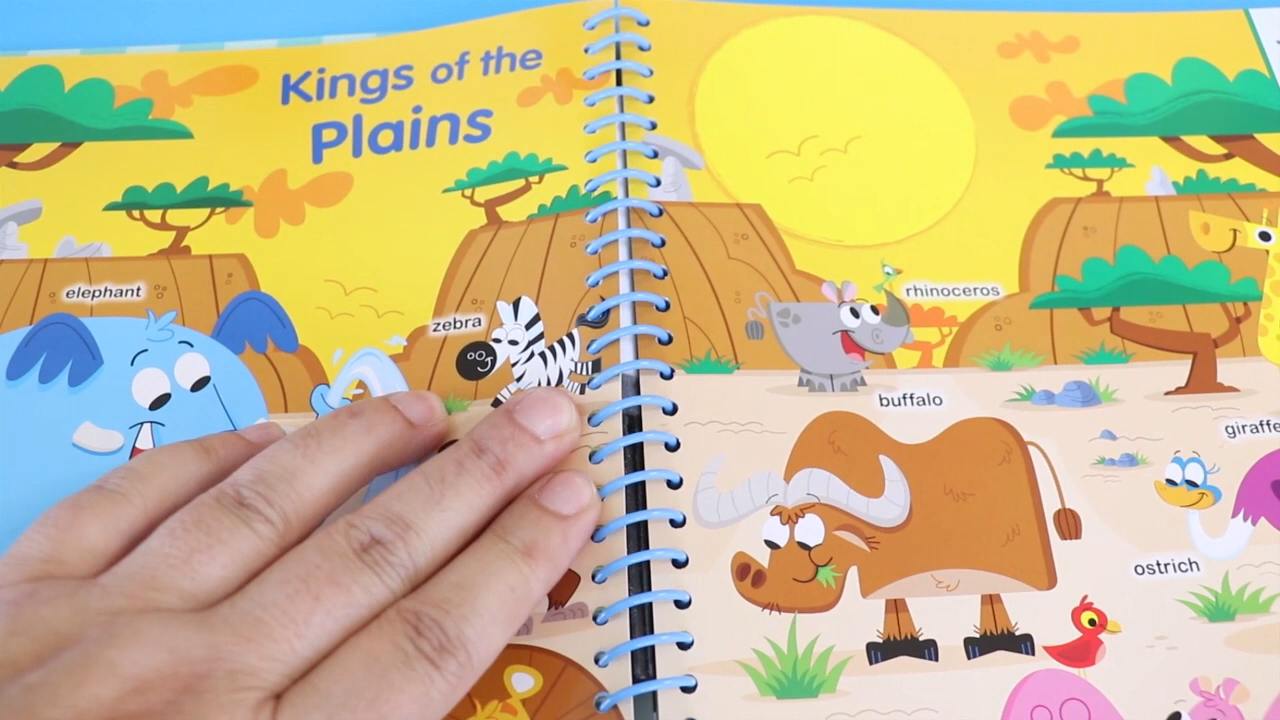 Kings of the
Plains
elephant
zebra
rhinoceros
buffalo
giraffe
ostrich